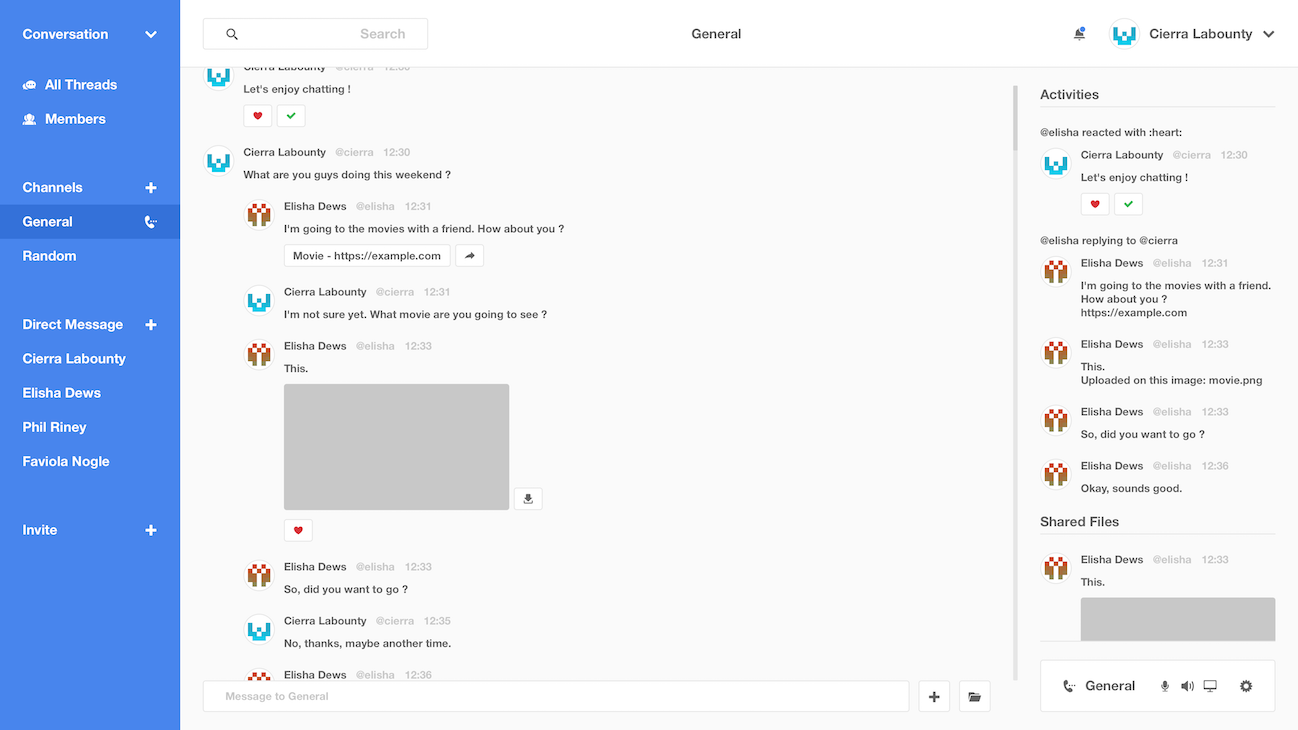 Conversation
All Threads
Members
Channels
General
Random
Direct Message
Cierra Labounty
Elisha Dews
Phil Riney
Faviola Nogle
Invite
Search
General
Cierra Labounty
Cierra Labounty @cierra 12:30
Let's enjoy chatting !
Cierra Labounty @cierra 12:30
What are you guys doing this weekend ?
Elisha Dews @elisha 12:31
I'm going to the movies with a friend. How about you ?
Movie - https://example.com
Cierra Labounty @cierra 12:31
I'm not sure yet. What movie are you going to see ?
Elisha Dews @elisha 12:33
This.
Elisha Dews @elisha 12:33
So, did you want to go ?
Cierra Labounty @cierra 12:35
No, thanks, maybe another time.
Elisha Dews @elisha 12:36
Message to General
Activities
@elisha reacted with :heart:
Cierra Labounty @cierra 12:30
Let's enjoy chatting !
@elisha replying to @cierra
Elisha Dews @elisha 12:31
I'm going to the movies with a friend.
How about you ?
https://example.com
Elisha Dews @elisha 12:33
This.
Uploaded on this image: movie.png
Elisha Dews @elisha 12:33
So, did you want to go ?
Elisha Dews @elisha 12:36
Okay, sounds good.
Shared Files
Elisha Dews @elisha 12:33
This.
General